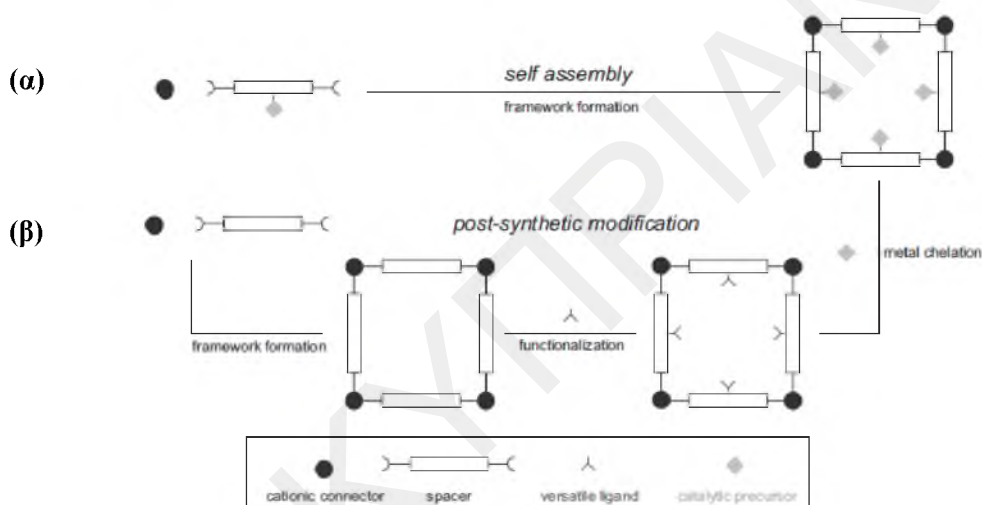 (α)
self assembly
framework formation
(β)
post-synthetic modification
metal chelation
framework formation
functionalization
cationic connector spacer versatile ligand catalytic precursor